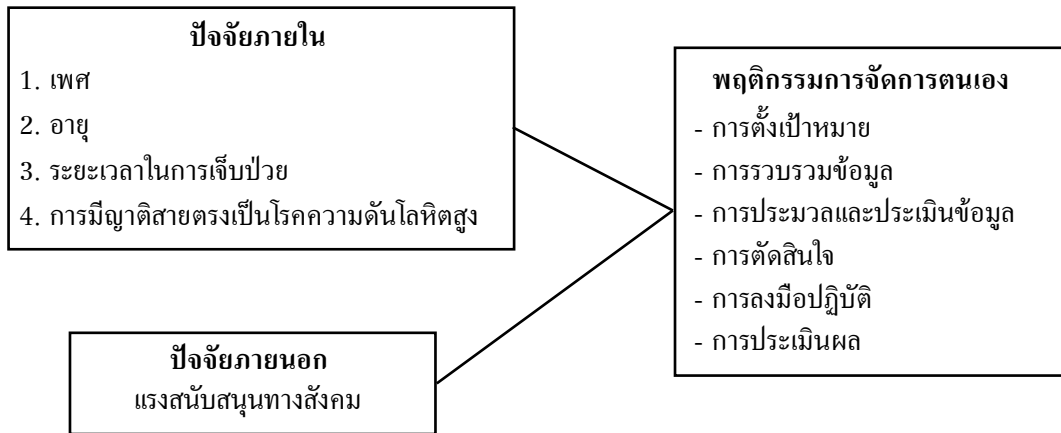 ปัจจัยภายใน
1. เพศ
2. อายุ
3. ระยะเวลาในการเจ็บป่วย
4. การมีญาติสายตรงเป็นโรคความดันโลหิตสูง
ปัจจัยภายนอก
แรงสนับสนุนทางสังคม
พฤติกรรมการจัดการตนเอง
- การตั้งเป้าหมาย
- การรวบรวมข้อมูล
- การประมวลและประเมินข้อมูล
- การตัดสินใจ
- การลงมือปฏิบัติ
- การประเมินผล